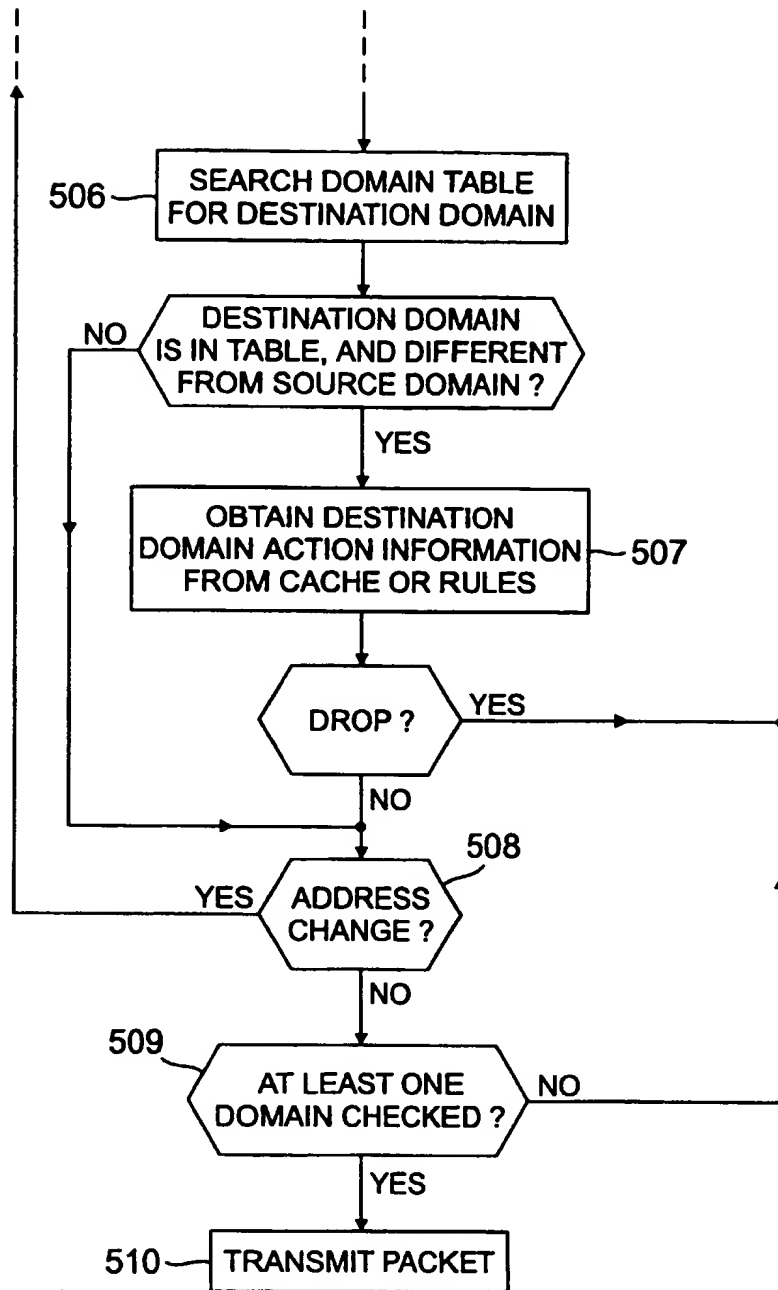 506
SEARCH DOMAIN TABLE
FOR DESTINATION DOMAIN
NO
DESTINATION DOMAIN
IS IN TABLE, AND DIFFERENT
FROM SOURCE DOMAIN ?
YES
OBTAIN DESTINATION
DOMAIN ACTION INFORMATION
FROM CACHE OR RULES
507
DROP ?
YES
NO
508
YES
ADDRESS
CHANGE ?
NO
509
AT LEAST ONE
DOMAIN CHECKED ?
NO
YES
510
TRANSMIT PACKET